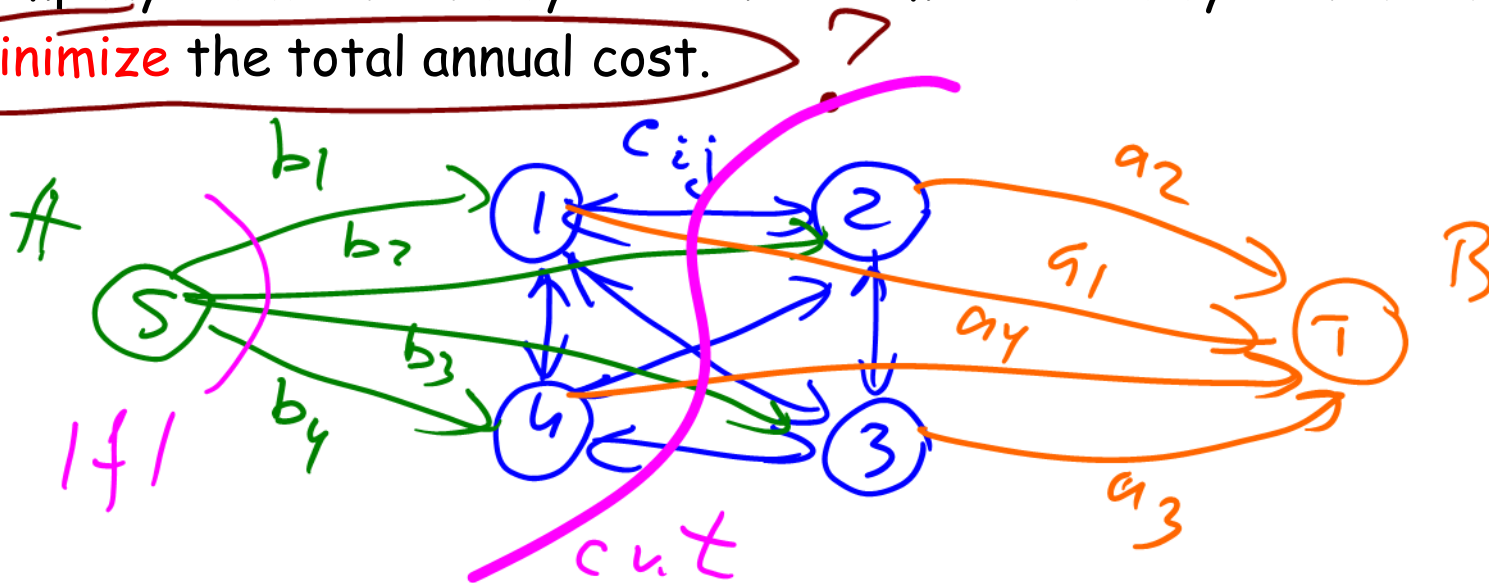 inimize the total annual cost. ?
b1 Cij a2
A 1 2 B
b2 a1
S a4 T
b3
b4 4 3
|f| a3
cut